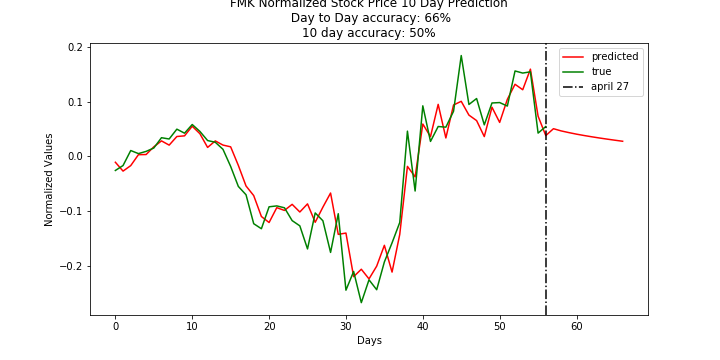 FMK Normalized Stock Price 10 Day Prediction
Day to Day accuracy: 66%
10 day accuracy: 50%
predicted
true
april 27
Normalized Values
0.2
0.1
0.0
−0.1
−0.2
0 10 20 30 40 50 60
Days